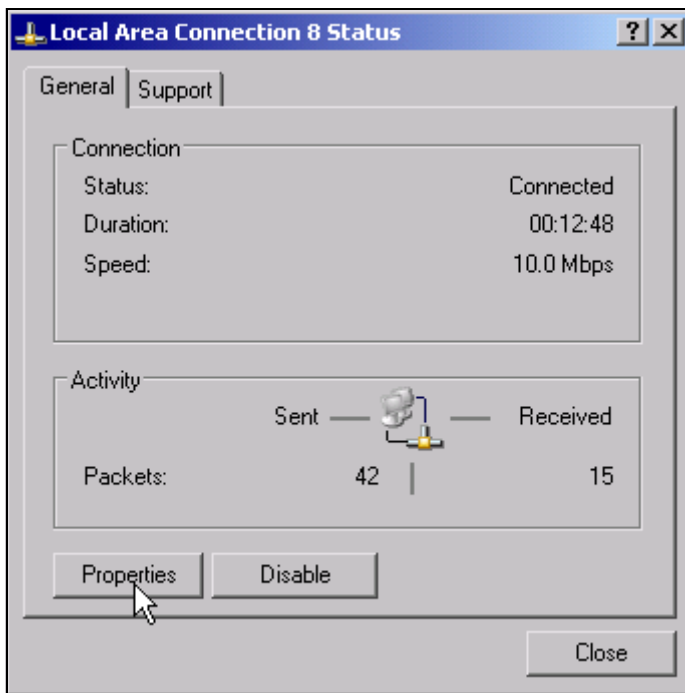 Local Area Connection 8 Status
General Support
Connection
Status: Connected
Duration: 00:12:48
Speed: 10.0 Mbps
Activity
Sent Received
Packets: 42 15
Properties Disable
Close